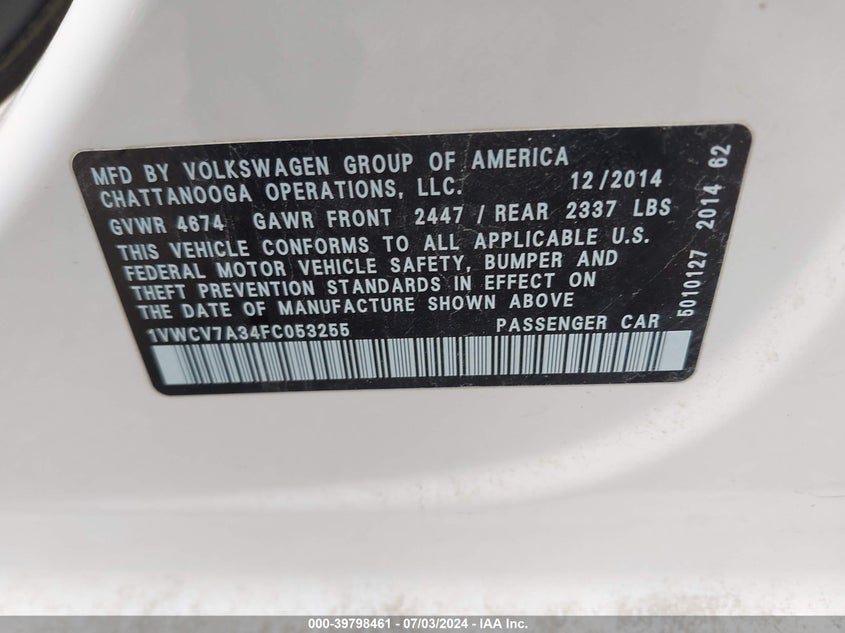 MFD BY VOLKSWAGEN GROUP OF AMERICA
CHATTANOOGA OPERATIONS, LLC. 12/2014
GVWR 4674 GAWR FRONT 2447 / REAR 2337 LBS
THIS VEHICLE CONFORMS TO ALL APPLICABLE U.S.
FEDERAL MOTOR VEHICLE SAFETY, BUMPER AND
THEFT PREVENTION STANDARDS IN EFFECT ON
THE DATE OF MANUFACTURE SHOWN ABOVE
1VWCV7A34FC053255 PASSENGER CAR
5010127 2014 62
000-39798461 - 07/03/2024 - IAA Inc.